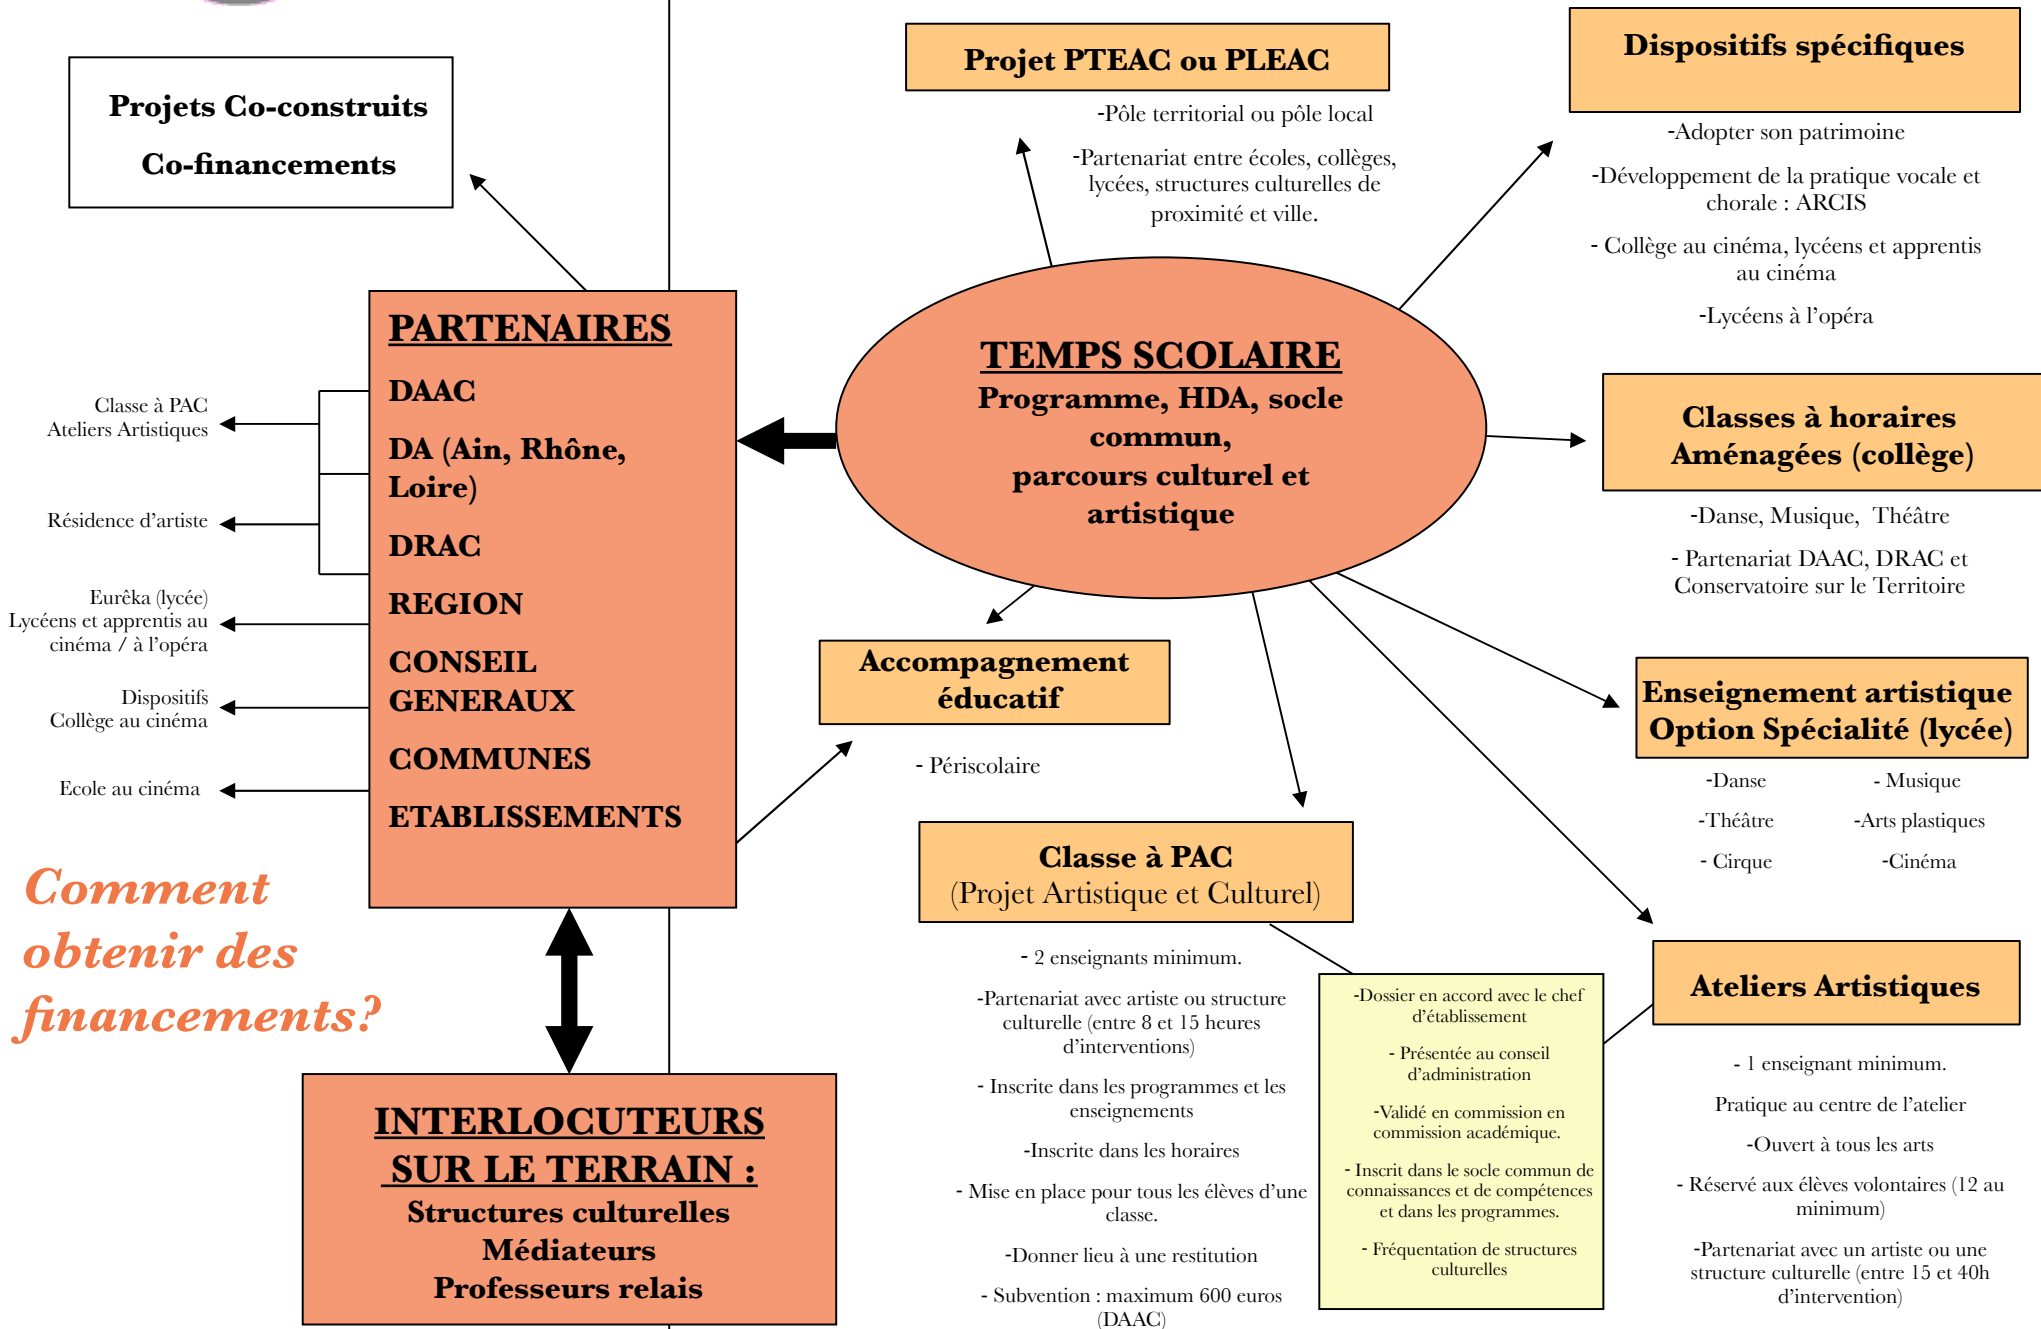 Projets Co-construits
Co-financements
Projet PTEAC ou PLEAC
-Pôle territorial ou pôle local
-Partenariat entre écoles, collèges,
lycées, structures culturelles de
proximité et ville.
Dispositifs spécifiques
-Adopter son patrimoine
-Développement de la pratique vocale et
chorale : ARCIS
- Collège au cinéma, lycéens et apprentis
au cinéma
-Lycéens à l’opéra
PARTENAIRES
DAAC
DA (Ain, Rhône,
Loire)
DRAC
REGION
CONSEIL
GENERAUX
COMMUNES
ETABLISSEMENTS
Classe à PAC
Ateliers Artistiques
Résidence d’artiste
Eurêka (lycée)
Lycéens et apprentis au
cinéma / à l’opéra
Dispositifs
Collège au cinéma
Ecole au cinéma
TEMPS SCOLAIRE
Programme, HDA, socle
commun,
parcours culturel et
artistique
Classes à horaires
Aménagées (collège)
-Danse, Musique, Théâtre
- Partenariat DAAC, DRAC et
Conservatoire sur le Territoire
Accompagnement
éducatif
- Périscolaire
Enseignement artistique
Option Spécialité (lycée)
-Danse
- Musique
-Théâtre
-Arts plastiques
- Cirque
-Cinéma
Comment
obtenir des
financements?
Classe à PAC
(Projet Artistique et Culturel)
- 2 enseignants minimum.
-Partenariat avec artiste ou structure
culturelle (entre 8 et 15 heures
d’interventions)
- Inscrite dans les programmes et les
enseignements
-Inscrite dans les horaires
- Mise en place pour tous les élèves d’une
classe.
-Donner lieu à une restitution
- Subvention : maximum 600 euros
(DAAC)
-Dossier en accord avec le chef
d’établissement
- Présentée au conseil
d’administration
-Validé en commission en
commission académique.
- Inscrit dans le socle commun de
connaissances et de compétences
et dans les programmes.
- Fréquentation de structures
culturelles
Ateliers Artistiques
- 1 enseignant minimum.
Pratique au centre de l’atelier
-Ouvert à tous les arts
- Réservé aux élèves volontaires (12 au
minimum)
-Partenariat avec un artiste ou une
structure culturelle (entre 15 et 40h
d’intervention)
INTERLOCUTEURS
SUR LE TERRAIN :
Structures culturelles
Médiateurs
Professeurs relais